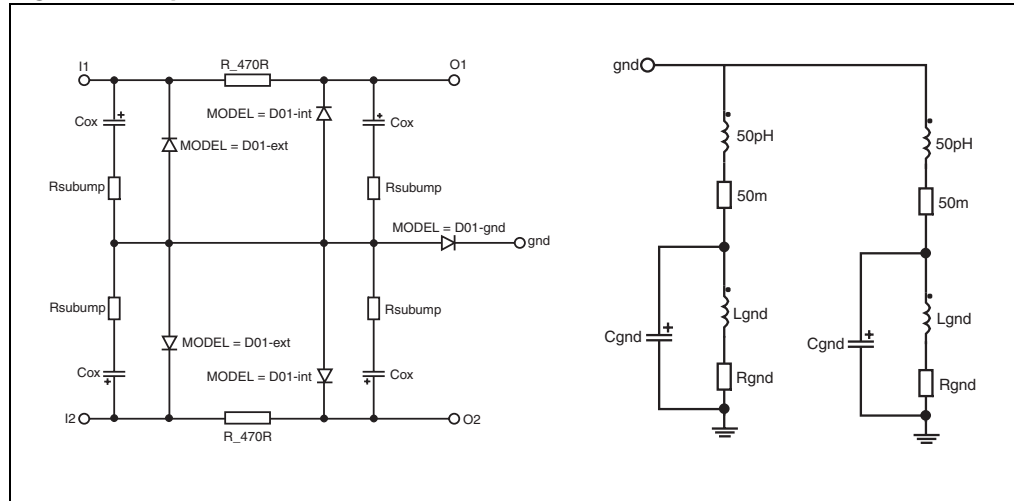 I1
R_470R
O1
MODEL = D01-int
Cox
+
Cox
+
MODEL = D01-ext
Rsubump
Rsubump
MODEL = D01-gnd
gnd
Rsubump
Rsubump
MODEL = D01-ext
Cox
+
MODEL = D01-int
Cox
+
I2
R_470R
O2
gnd
50pH
50pH
50m
50m
Lgnd
Lgnd
Cgnd
+
Cgnd
+
Rgnd
Rgnd